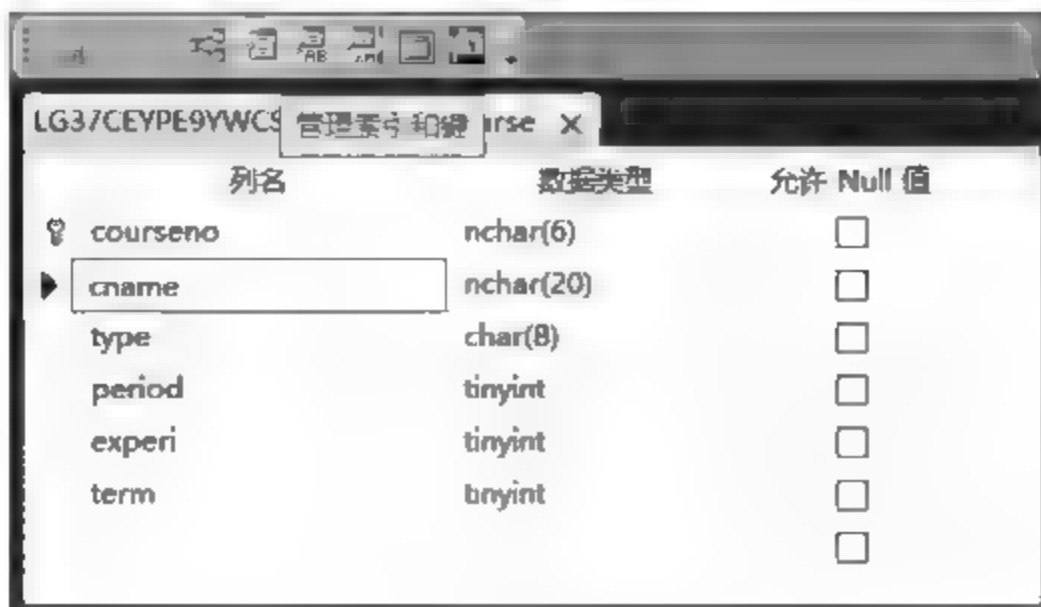 LG37CEYPE9YWCS 管理索引和键 urse ×
列名 数据类型 允许 Null 值
courseno nchar(6)
cname nchar(20)
type char(8)
period tinyint
experi tinyint
term tinyint